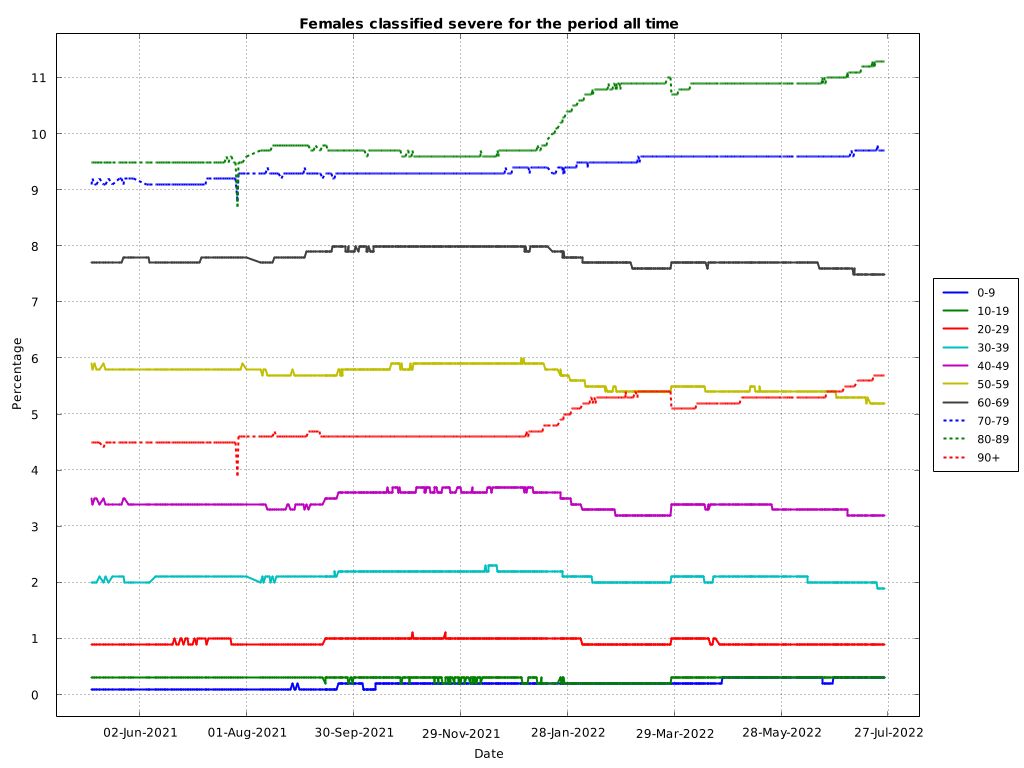 Females classified severe for the period all time
Percentage
11
10
9
8
7
6
5
4
3
2
1
0
02-Jun-2021
01-Aug-2021
30-Sep-2021
29-Nov-2021
28-Jan-2022
29-Mar-2022
28-May-2022
27-Jul-2022
Date
0-9
10-19
20-29
30-39
40-49
50-59
60-69
70-79
80-89
90+